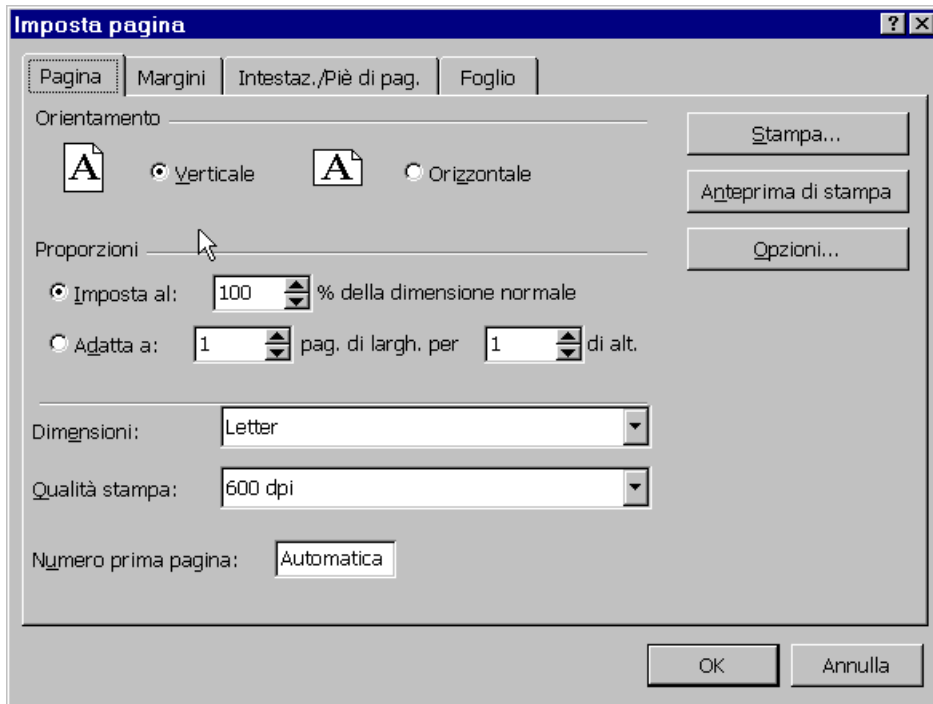 Imposta pagina
Pagina Margini Intestaz./Piè di pag. Foglio
Orientamento
A Verticale A Orizzontale
Stampa...
Anteprima di stampa
Opzioni...
Proporzioni
Imposta al: 100 % della dimensione normale
Adatta a: 1 pag. di largh. per 1 di alt.
Dimensioni: Letter
Qualità stampa: 600 dpi
Numero prima pagina: Automatica
OK Annulla